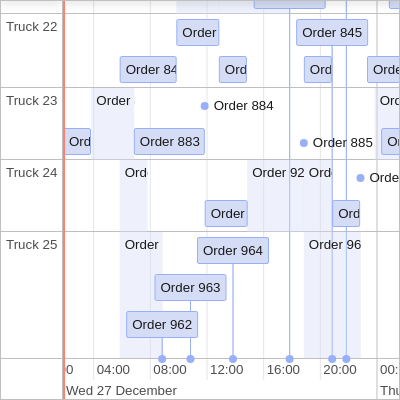 Truck 22
Order
Order 845
Order 84
Ord
Ord
Orde
Truck 23
Order
Order 884
Ord
Ord
Order 883
Order 885
O
Truck 24
Ord
Order 92
Ord
Orde
Order
Ord
Truck 25
Order
Order 964
Order 96
Order 963
Order 962
0
04:00
08:00
12:00
16:00
20:00
00:
Wed 27 December
Thu